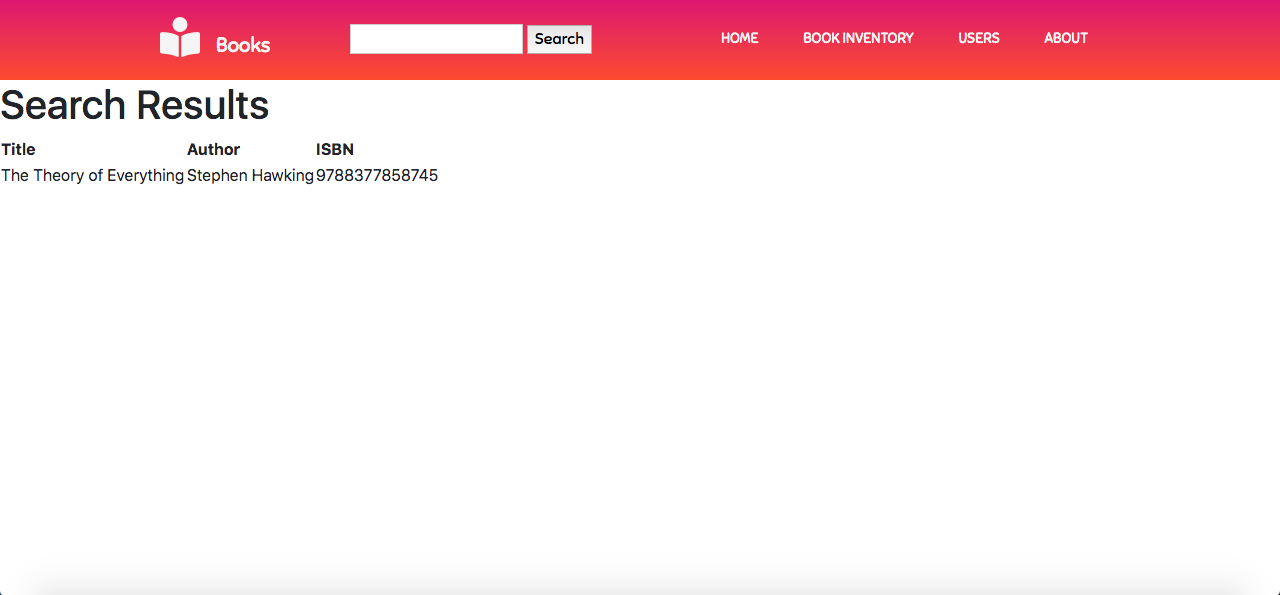 Books Search HOME BOOK INVENTORY USERS ABOUT
Search Results
Title Author ISBN
The Theory of Everything Stephen Hawking 9788377858745